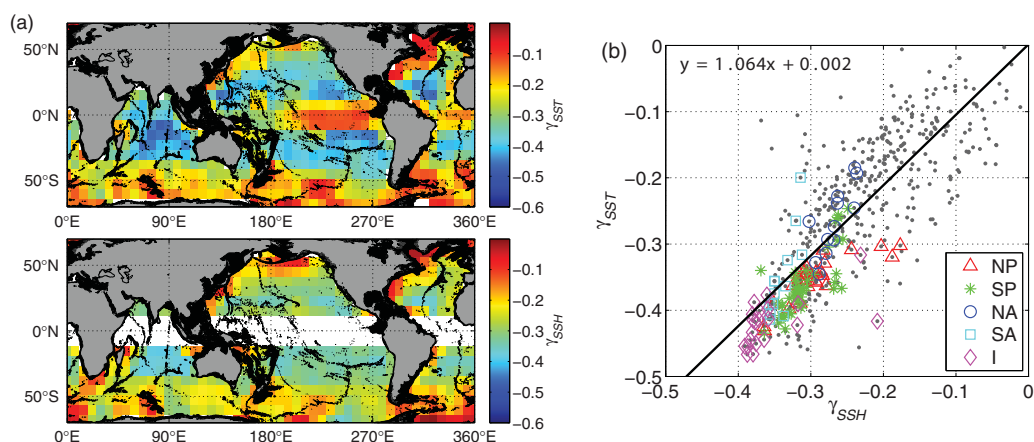 (a)
50°N
0°N
50°S
0°E 90°E 180°E 270°E 360°E
−0.1
−0.2
−0.3
−0.4
−0.5
−0.6
γSST
50°N
0°N
50°S
0°E 90°E 180°E 270°E 360°E
−0.1
−0.2
−0.3
−0.4
−0.5
−0.6
γSSH
(b)
y = 1.064x + 0.002
0
−0.1
−0.2
−0.3
−0.4
−0.5
γSST
−0.5 −0.4 −0.3 −0.2 −0.1 0
γSSH
NP
SP
NA
SA
I